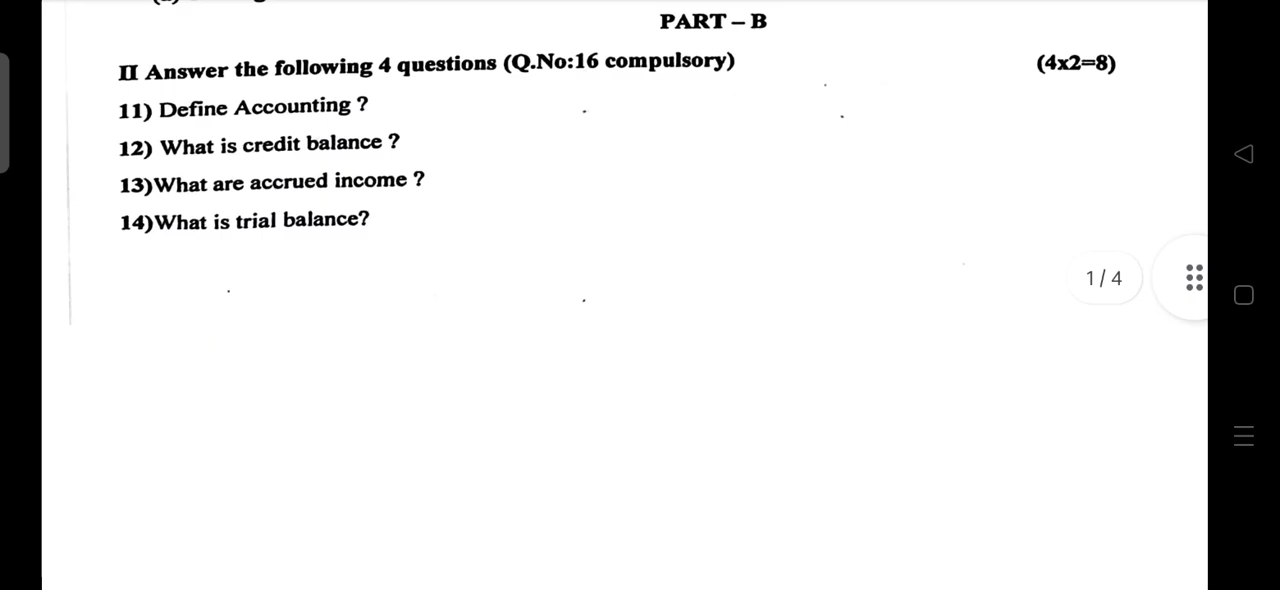 PART – B
II Answer the following 4 questions (Q.No:16 compulsory) (4x2=8)
11) Define Accounting ?
12) What is credit balance ?
13)What are accrued income ?
14)What is trial balance?
1 / 4